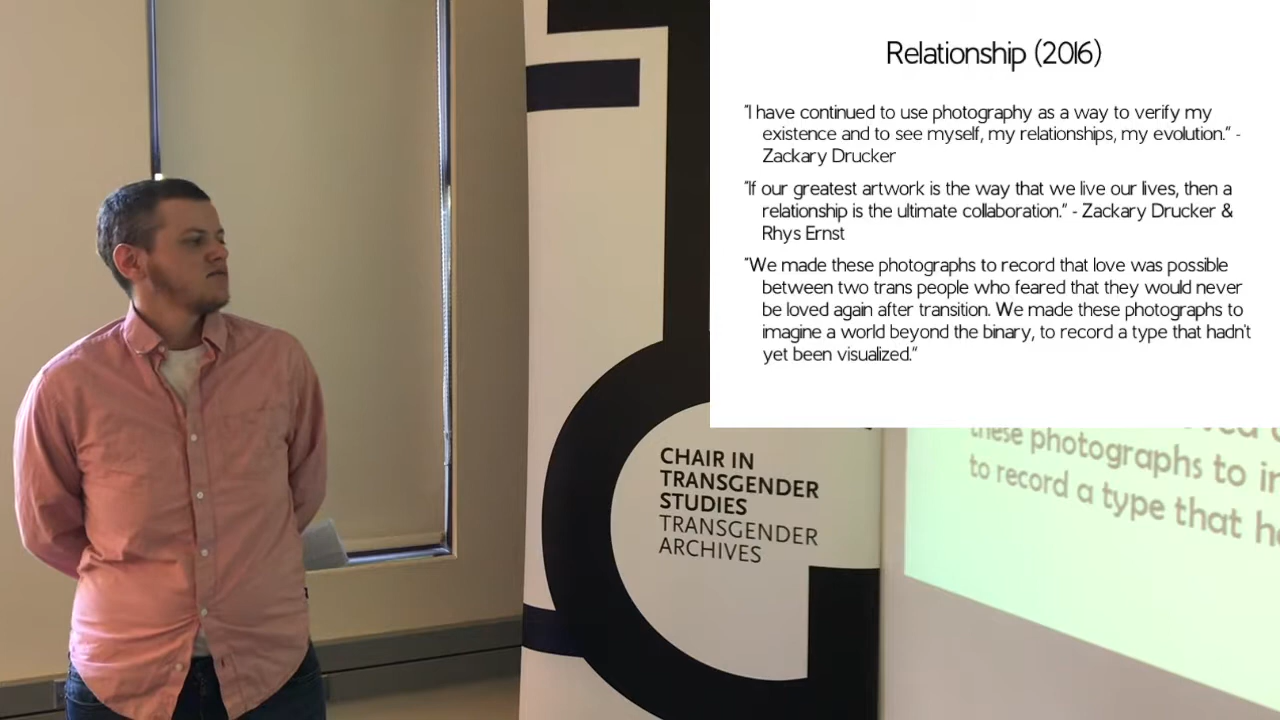 Relationship (2016)
"I have continued to use photography as a way to verify my
existence and to see myself, my relationships, my evolution." -
Zackary Drucker
"If our greatest artwork is the way that we live our lives, then a
relationship is the ultimate collaboration." - Zackary Drucker &
Rhys Ernst
"We made these photographs to record that love was possible
between two trans people who feared that they would never
be loved again after transition. We made these photographs to
imagine a world beyond the binary, to record a type that hadn't
yet been visualized."
CHAIR IN
TRANSGENDER
STUDIES
TRANSGENDER
ARCHIVES
these photographs to
to record a type that